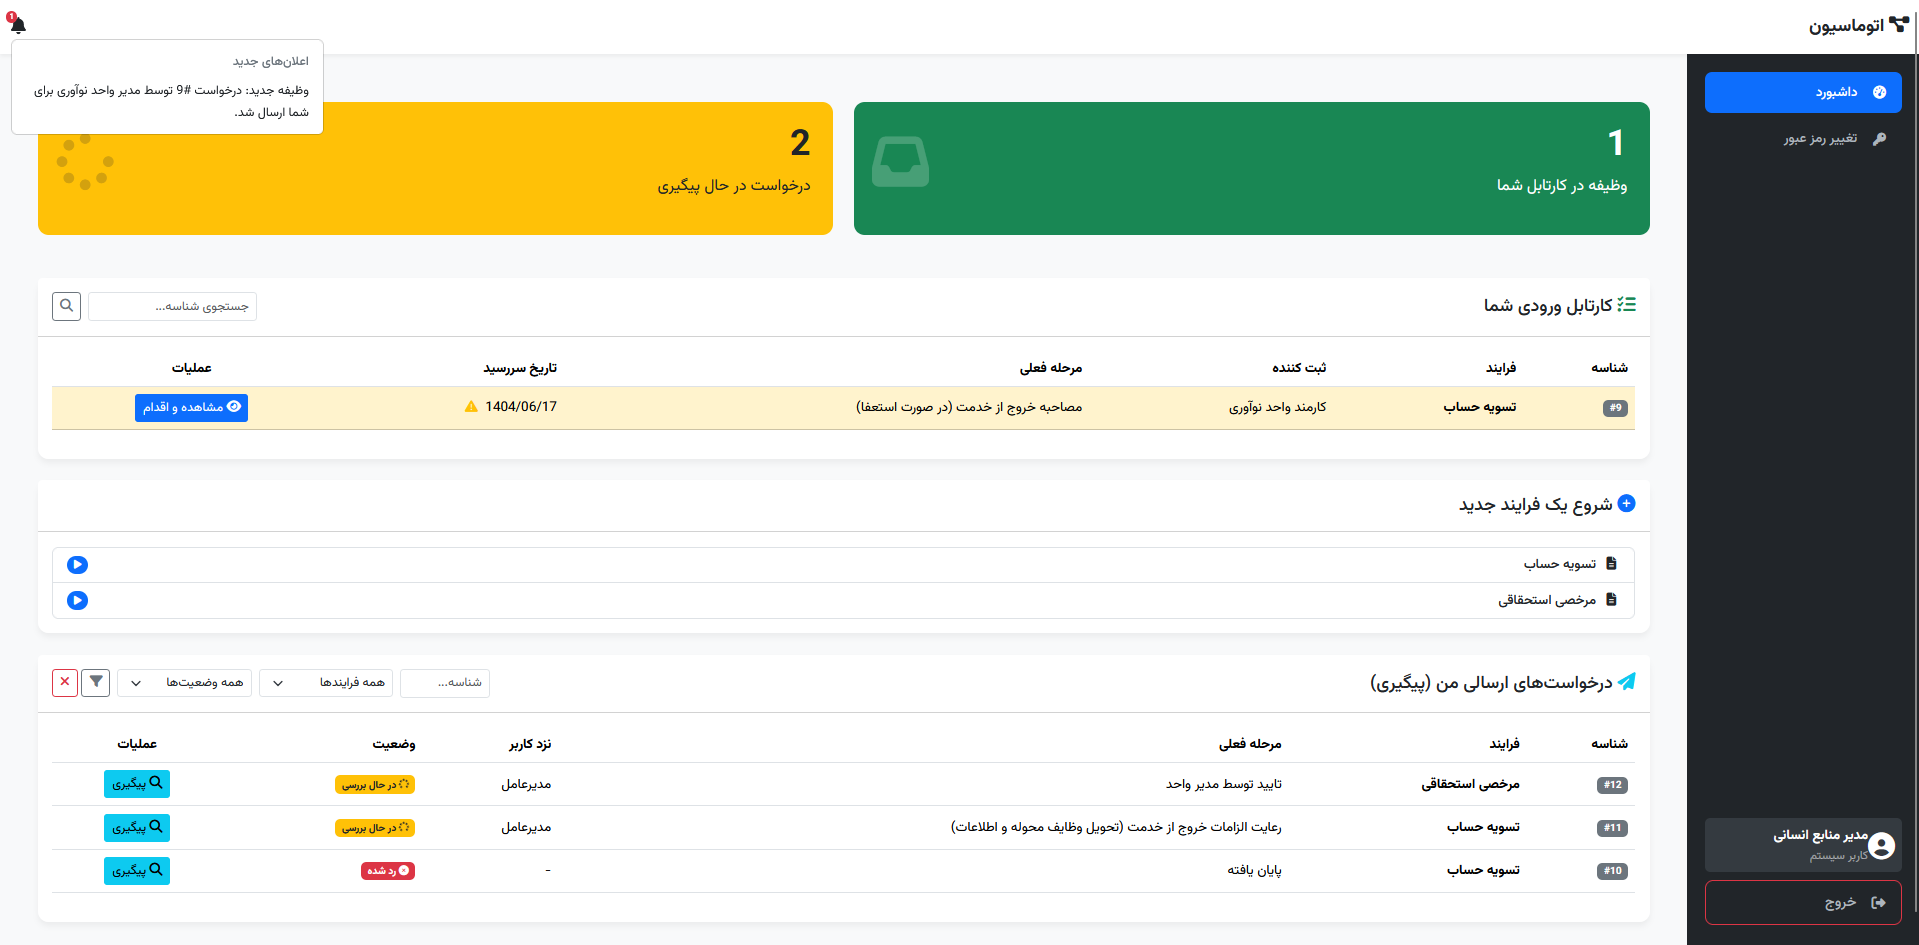 اتوماسیون
1
اعلان‌های جدید
وظیفه جدید: درخواست #9 توسط مدیر واحد نوآوری برای
شما ارسال شد.
داشبورد
تغییر رمز عبور
1
وظیفه در کارتابل شما
2
درخواست در حال پیگیری
کارتابل ورودی شما
جستجوی شناسه...
شناسه فرایند ثبت کننده مرحله فعلی تاریخ سررسید عملیات
#9 تسویه حساب کارمند واحد نوآوری مصاحبه خروج از خدمت (در صورت استعفا) 1404/06/17 مشاهده و اقدام
شروع یک فرایند جدید
تسویه حساب
مرخصی استحقاقی
درخواست‌های ارسالی من (پیگیری)
شناسه... همه فرایندها همه وضعیت‌ها
شناسه فرایند مرحله فعلی نزد کاربر وضعیت عملیات
#12 مرخصی استحقاقی تایید توسط مدیر واحد مدیرعامل در حال بررسی پیگیری
#11 تسویه حساب رعایت الزامات خروج از خدمت (تحویل وظایف محوله و اطلاعات) مدیرعامل در حال بررسی پیگیری
#10 تسویه حساب پایان یافته - رد شده پیگیری
مدیر منابع انسانی
کاربر سیستم
خروج